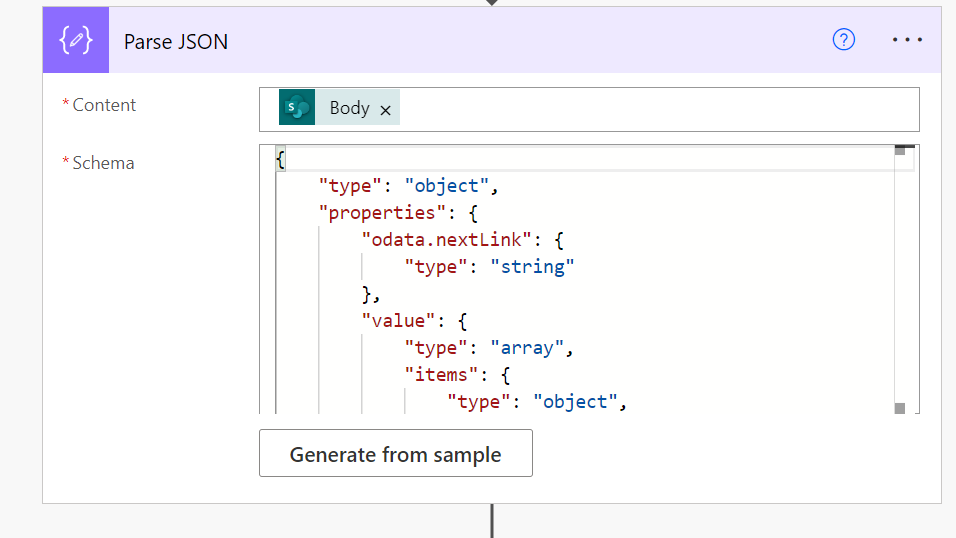 Parse JSON
* Content
Body
* Schema
{
"type": "object",
"properties": {
"odata.nextLink": {
"type": "string"
},
"value": {
"type": "array",
"items": {
"type": "object",
Generate from sample